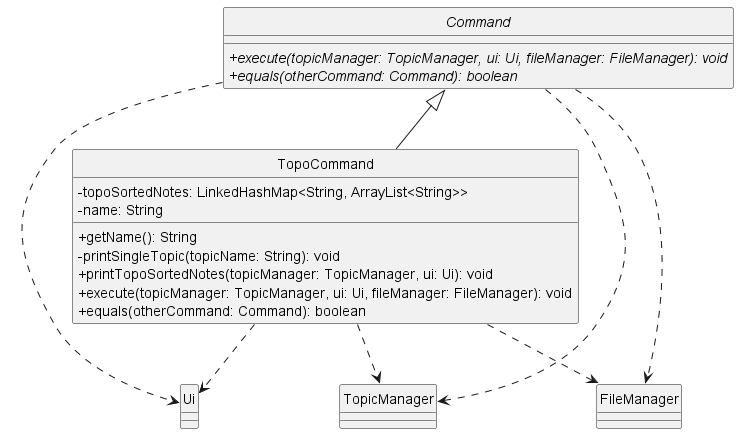 Command
+execute(topicManager: TopicManager, ui: Ui, fileManager: FileManager): void
+equals(otherCommand: Command): boolean
TopoCommand
-topoSortedNotes: LinkedHashMap<String, ArrayList<String>>
-name: String
+getName(): String
-printSingleTopic(topicName: String): void
+printTopoSortedNotes(topicManager: TopicManager, ui: Ui): void
+execute(topicManager: TopicManager, ui: Ui, fileManager: FileManager): void
+equals(otherCommand: Command): boolean
Ui
TopicManager
FileManager